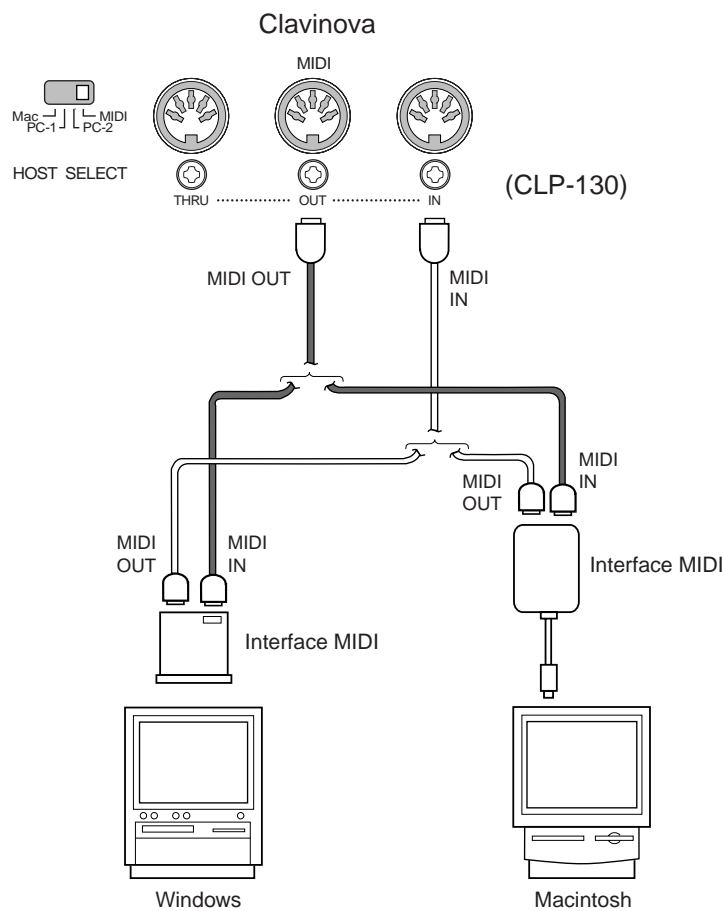 Clavinova
MIDI
Mac MIDI
PC-1 PC-2
HOST SELECT
THRU OUT IN
(CLP-130)
MIDI OUT
MIDI
IN
MIDI
OUT
MIDI
IN
MIDI
OUT
MIDI
IN
Interface MIDI
Interface MIDI
Windows
Macintosh